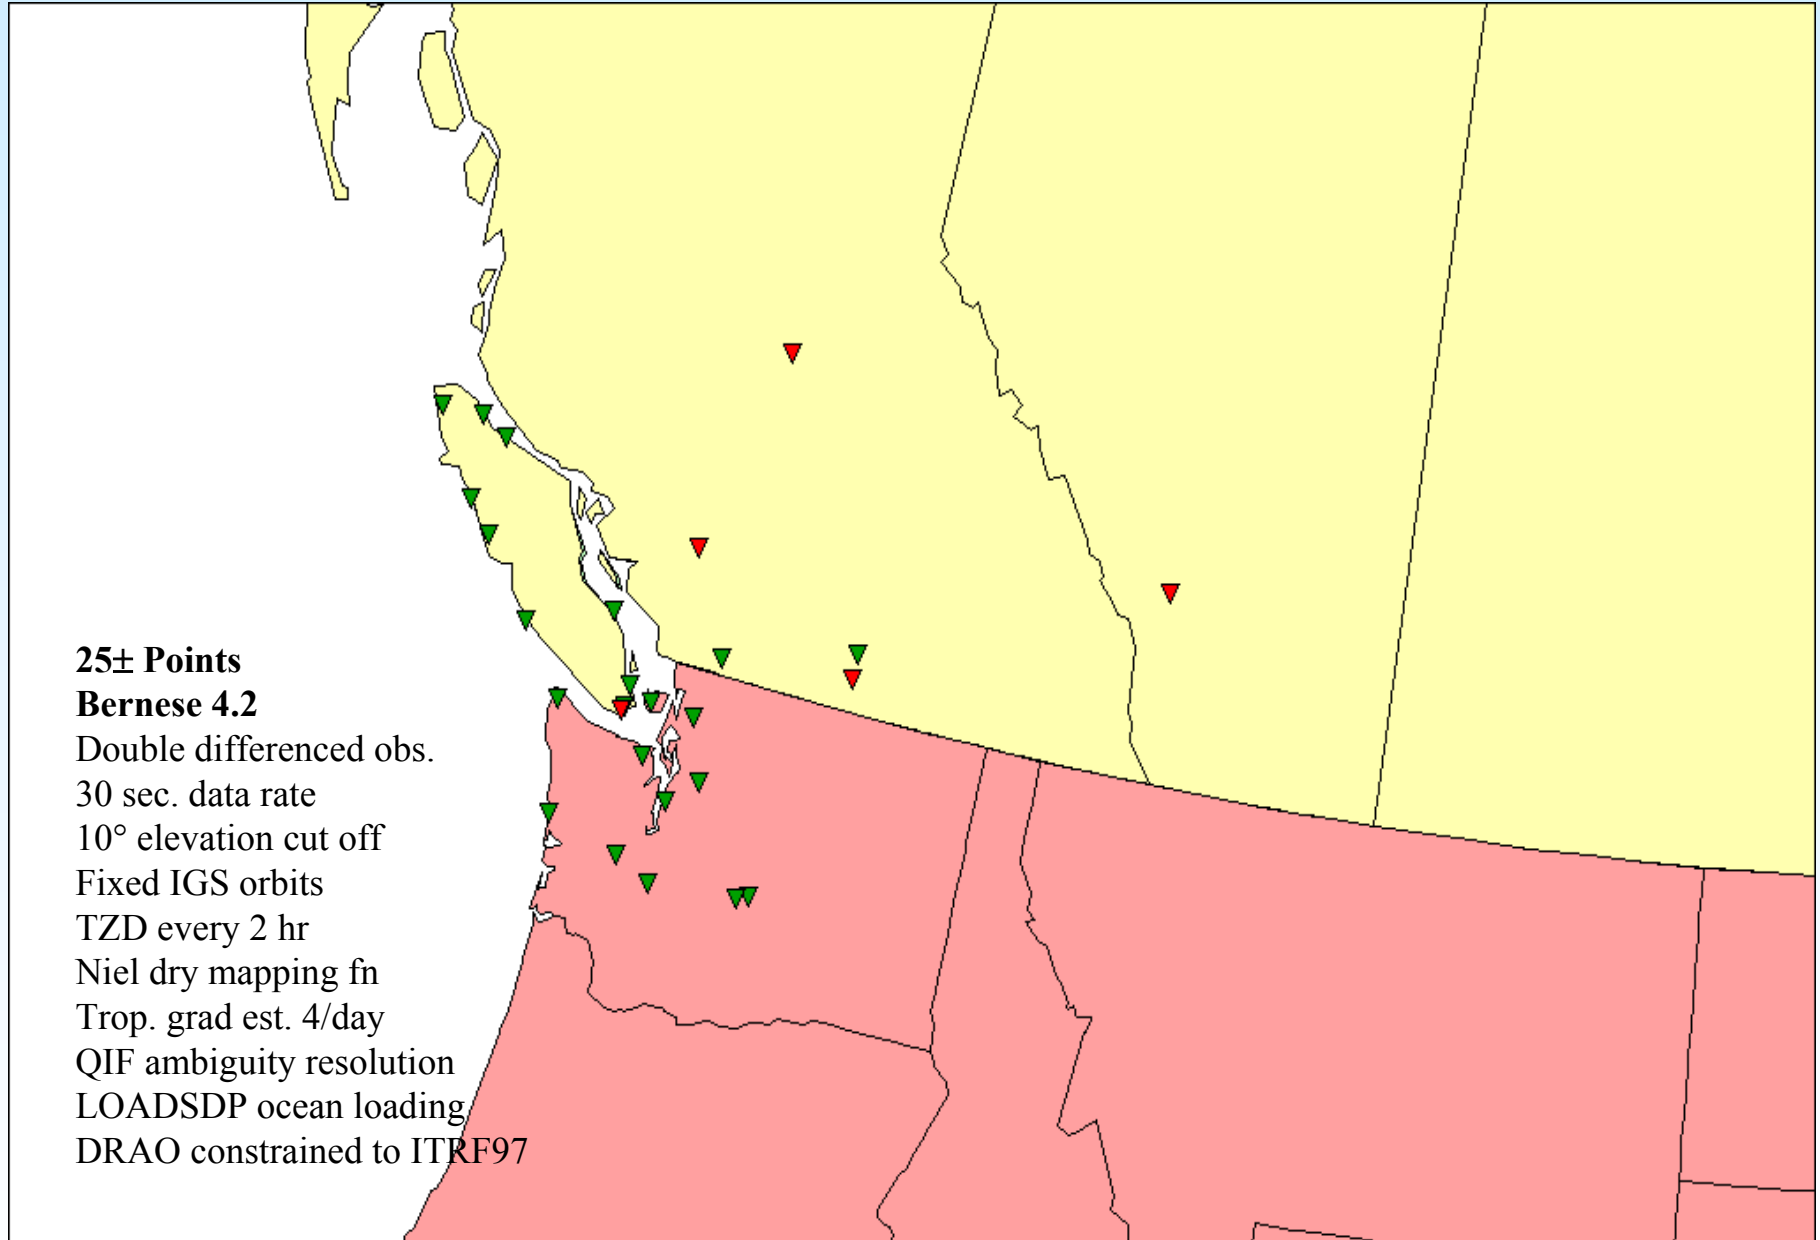 25± Points
Bernese 4.2
Double differenced obs.
30 sec. data rate
10° elevation cut off
Fixed IGS orbits
TZD every 2 hr
Niel dry mapping fn
Trop. grad est. 4/day
QIF ambiguity resolution
LOADSDP ocean loading
DRAO constrained to ITRF97